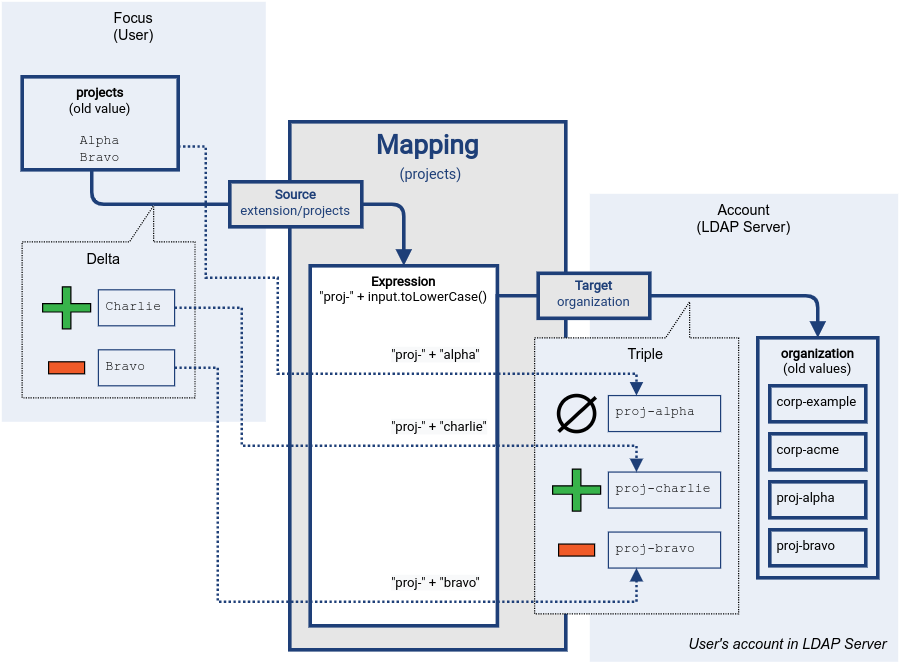 Focus
(User)
projects
(old value)
Alpha
Bravo
Mapping
(projects)
Source
extension/projects
Account
(LDAP Server)
Delta
Charlie
Bravo
Expression
"proj-" + input.toLowerCase()
"proj-" + "alpha"
"proj-" + "charlie"
"proj-" + "bravo"
Target
organization
Triple
proj-alpha
proj-charlie
proj-bravo
organization
(old values)
corp-example
corp-acme
proj-alpha
proj-bravo
User's account in LDAP Server